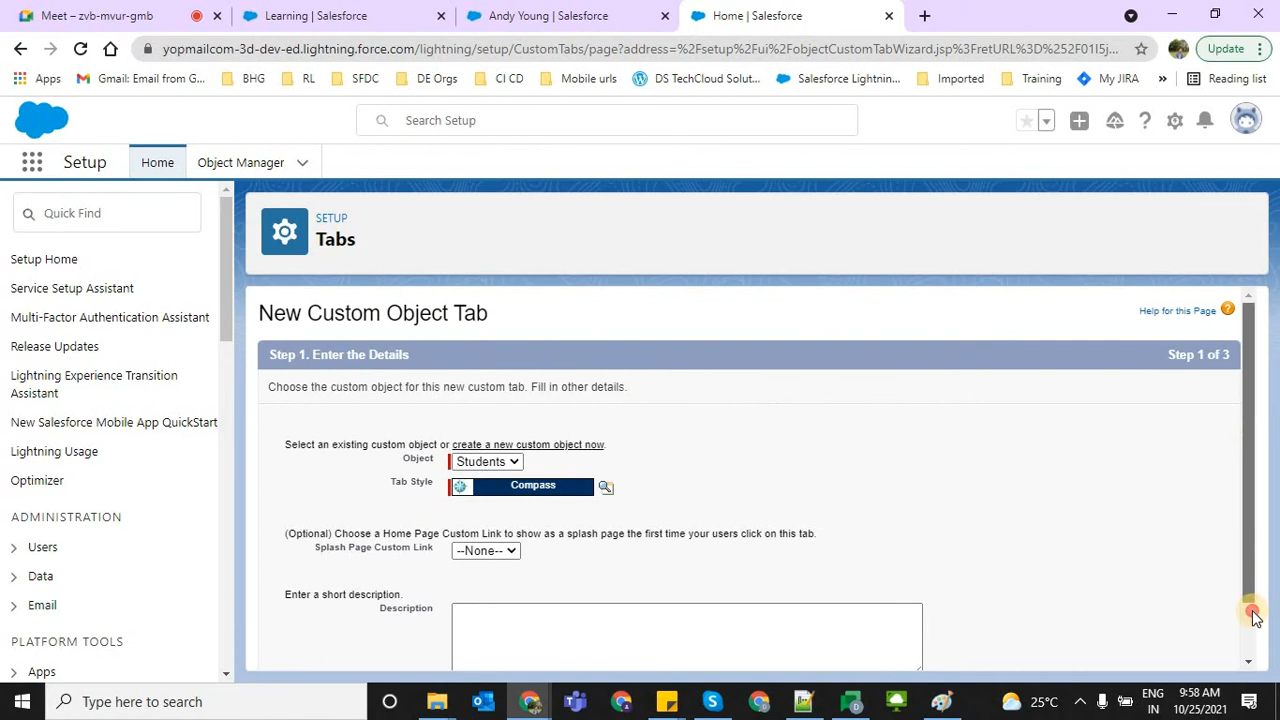 Meet – zvb-mvur-gmb
Learning | Salesforce
Andy Young | Salesforce
Home | Salesforce
yopmailcom-3d-dev-ed.lightning.force.com/lightning/setup/CustomTabs/page?address=%2Fsetup%2Fui%2FobjectCustomTabWizard.jsp%3FretURL%3D%252F01I5j...
Update
Apps
Gmail: Email from G...
BHG
RL
SFDC
DE Orgs
CI CD
Mobile urls
DS TechCloud Solut...
Salesforce Lightnin...
Imported
Training
My JIRA
»
Reading list
Search Setup
Setup
Home
Object Manager
Quick Find
SETUP
Tabs
Setup Home
Service Setup Assistant
Multi-Factor Authentication Assistant
Release Updates
Lightning Experience Transition
Assistant
New Salesforce Mobile App QuickStart
Lightning Usage
Optimizer
ADMINISTRATION
Users
Data
Email
PLATFORM TOOLS
Apps
New Custom Object Tab
Help for this Page
Step 1. Enter the Details
Step 1 of 3
Choose the custom object for this new custom tab. Fill in other details.
Select an existing custom object or create a new custom object now.
Object
Students
Tab Style
Compass
(Optional) Choose a Home Page Custom Link to show as a splash page the first time your users click on this tab.
Splash Page Custom Link
--None--
Enter a short description.
Description
Type here to search
25°C
ENG
IN
9:58 AM
10/25/2021